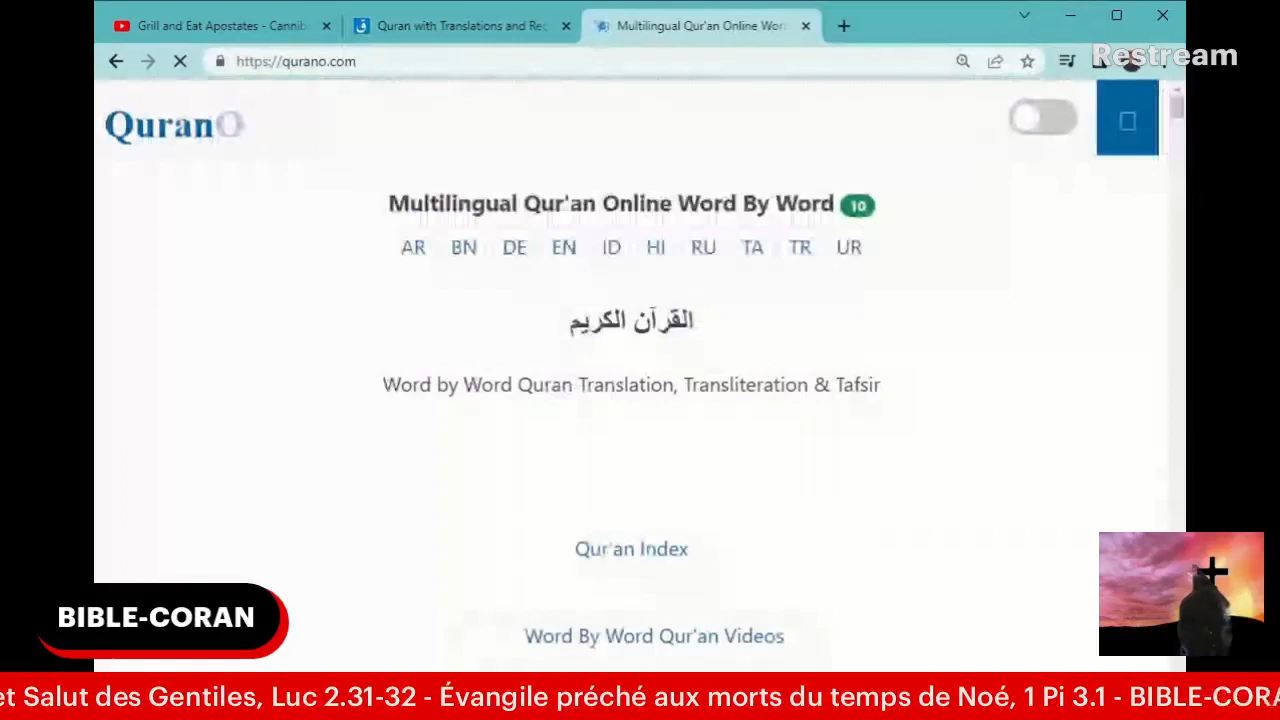 Grill and Eat Apostates - Cannib
Quran with Translations and Rec
Multilingual Qur'an Online Word
https://qurano.com
Restream
QuranO
Multilingual Qur'an Online Word By Word 10
AR BN DE EN ID HI RU TA TR UR
القرآن الكريم
Word by Word Quran Translation, Transliteration & Tafsir
Qur'an Index
BIBLE-CORAN
Word By Word Qur'an Videos
et Salut des Gentiles, Luc 2.31-32 - Évangile préché aux morts du temps de Noé, 1 Pi 3.1 - BIBLE-CORA